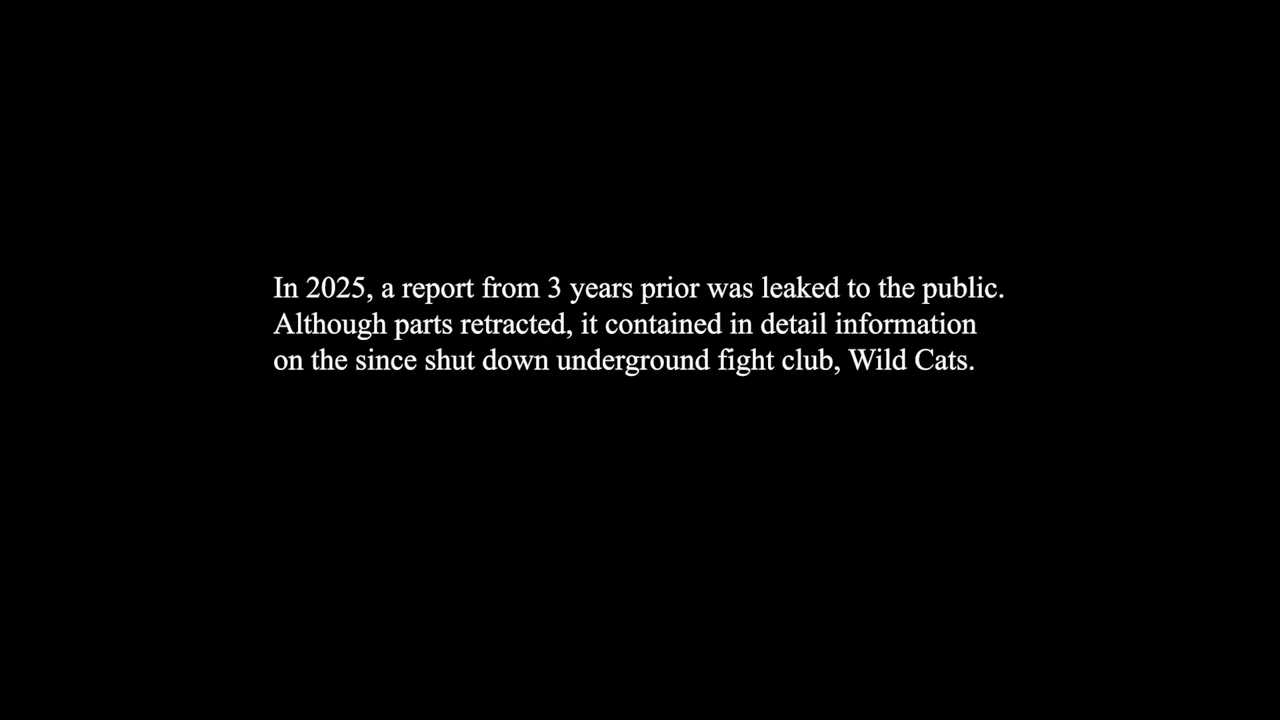 In 2025, a report from 3 years prior was leaked to the public.
Although parts retracted, it contained in detail information
on the since shut down underground fight club, Wild Cats.